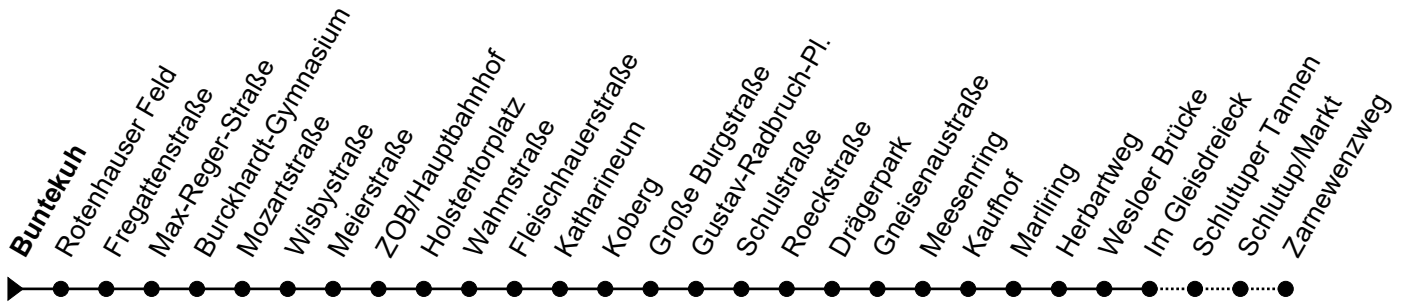 Buntekuh
Rotenhauser Feld
Fregattenstraße
Max-Reger-Straße
Burckhardt-Gymnasium
Mozartstraße
Wisbystraße
Meierstraße
ZOB/Hauptbahnhof
Holstentorplatz
Wahmstraße
Fleischhauerstraße
Katharineum
Koberg
Große Burgstraße
Gustav-Radbruch-Pl.
Schulstraße
Roeckstraße
Drägerpark
Gneisenaustraße
Meesenring
Kaufhof
Marliring
Herbartweg
Wesloer Brücke
Im Gleisdreieck
Schlutuper Tannen
Schlutup/Markt
Zarnewenzweg